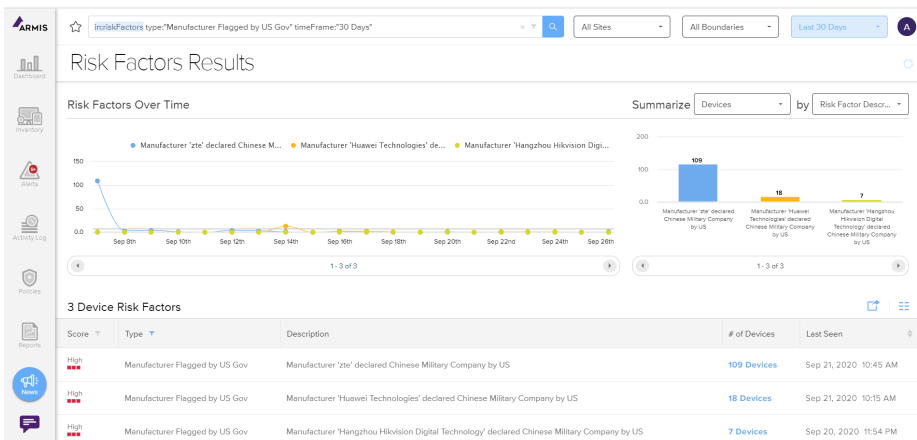 ARMIS
in:riskFactors type:"Manufacturer Flagged by US Gov" timeFrame:"30 Days"
All Sites
All Boundaries
Last 30 Days
A
Risk Factors Results
Dashboard
Inventory
Alerts
Activity Log
Policies
Reports
News
Risk Factors Over Time
Manufacturer 'zte' declared Chinese M...
Manufacturer 'Huawei Technologies' de...
Manufacturer 'Hangzhou Hikvision Digi...
150
100
50
0.0
Sep 8th
Sep 10th
Sep 12th
Sep 14th
Sep 16th
Sep 18th
Sep 20th
Sep 22nd
Sep 24th
Sep 26th
1 - 3 of 3
Summarize
Devices
by
Risk Factor Descr...
200
100
0.0
109
18
7
Manufacturer 'zte' declared
Chinese Military Company
by US
Manufacturer 'Huawei
Technologies' declared
Chinese Military Company
by US
Manufacturer 'Hangzhou
Hikvision Digital
Technology' declared
Chinese Military Company
by US
1 - 3 of 3
3 Device Risk Factors
Score Type Description # of Devices Last Seen
High Manufacturer Flagged by US Gov Manufacturer 'zte' declared Chinese Military Company by US 109 Devices Sep 21, 2020 10:45 AM
High Manufacturer Flagged by US Gov Manufacturer 'Huawei Technologies' declared Chinese Military Company by US 18 Devices Sep 21, 2020 10:15 AM
High Manufacturer Flagged by US Gov Manufacturer 'Hangzhou Hikvision Digital Technology' declared Chinese Military Company by US 7 Devices Sep 20, 2020 11:54 PM